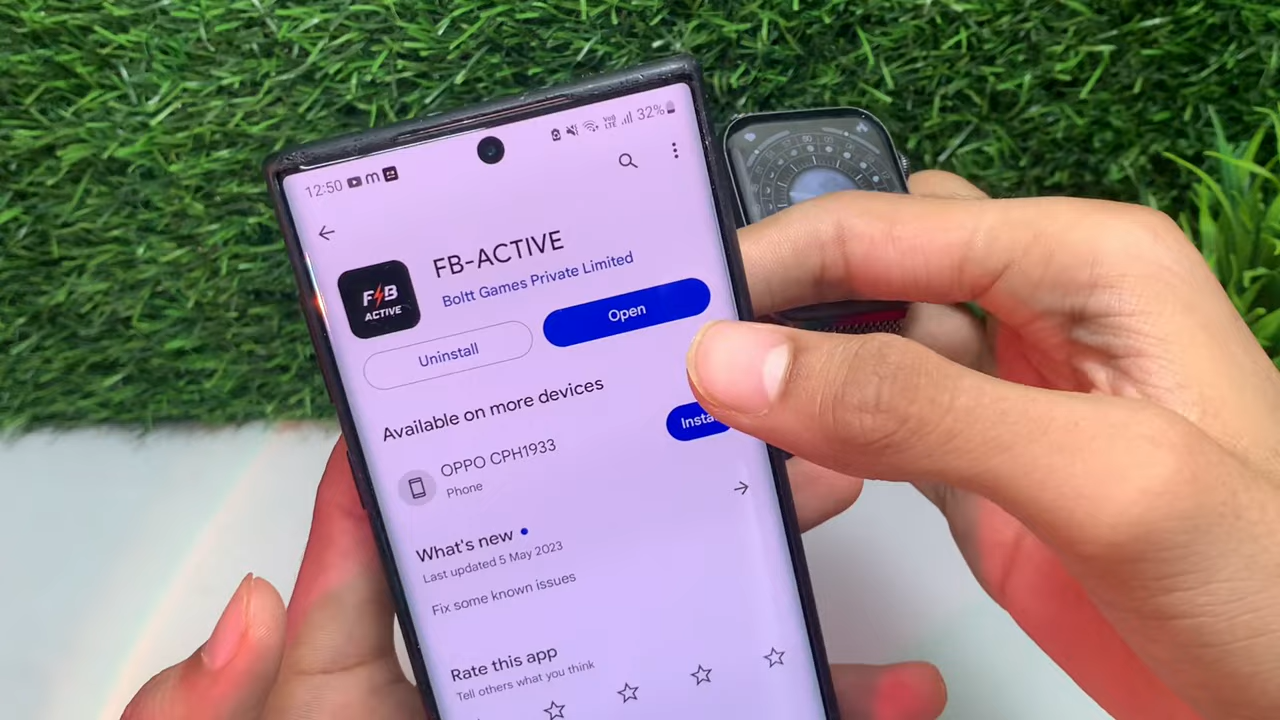 12:50
Vo)) LTE 32%
FB-ACTIVE
Boltt Games Private Limited
F B
ACTIVE
Uninstall
Open
Available on more devices
OPPO CPH1933
Phone
Insta
What's new
Last updated 5 May 2023
Fix some known issues
Rate this app
Tell others what you think